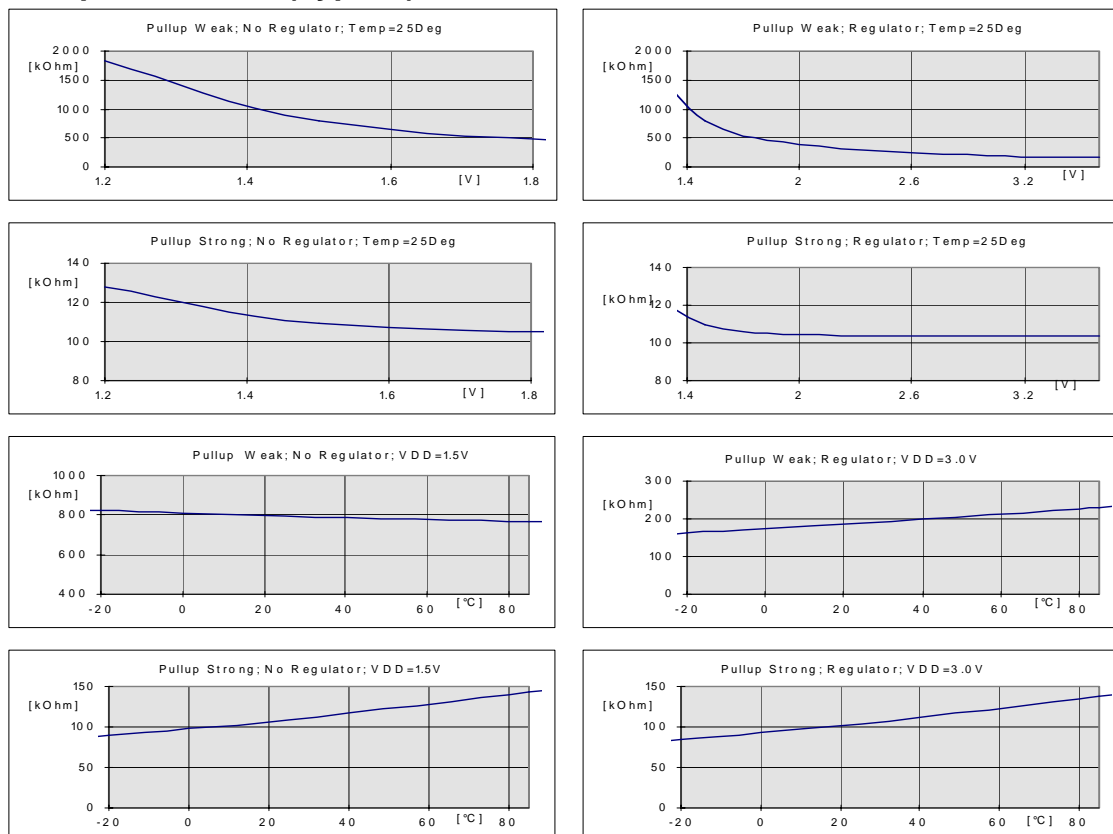 Pullup Weak; No Regulator; Temp=25Deg
2000
[kOhm]
1500
1000
500
0
1.2 1.4 1.6 [V] 1.8
Pullup Weak; Regulator; Temp=25Deg
2000
[kOhm]
1500
1000
500
0
1.4 2 2.6 3.2 [V]
Pullup Strong; No Regulator; Temp=25Deg
140
[kOhm]
120
100
80
1.2 1.4 1.6 [V] 1.8
Pullup Strong; Regulator; Temp=25Deg
140
[kOhm]
120
100
80
1.4 2 2.6 3.2 [V]
Pullup Weak; No Regulator; VDD=1.5V
1000
[kOhm]
800
600
400
-20 0 20 40 60 [°C] 80
Pullup Weak; Regulator; VDD=3.0V
300
[kOhm]
200
100
0
-20 0 20 40 60 [°C] 80
Pullup Strong; No Regulator; VDD=1.5V
150
[kOhm]
100
50
0
-20 0 20 40 60 [°C] 80
Pullup Strong; Regulator; VDD=3.0V
150
[kOhm]
100
50
0
-20 0 20 40 60 [°C] 80